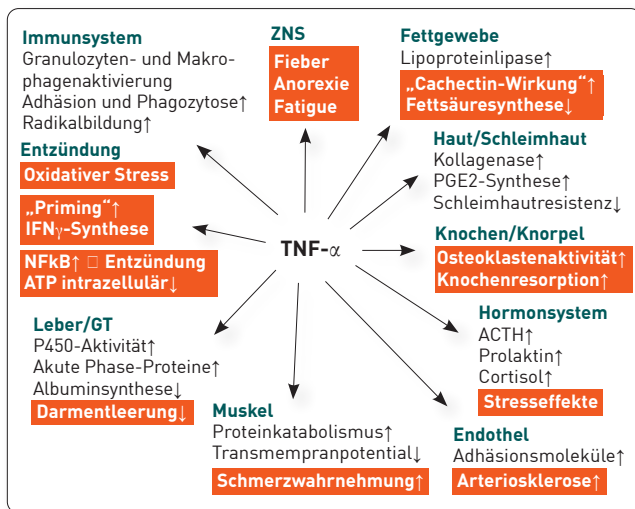 Immunsystem
Granulozyten- und Makro-
phagenaktivierung
Adhäsion und Phagozytose↑
Radikalbildung↑
Entzündung
Oxidativer Stress
„Priming“↑
IFNγ-Synthese
NFkB↑ □ Entzündung
ATP intrazellulär↓
ZNS
Fieber
Anorexie
Fatigue
Fettgewebe
Lipoproteinlipase↑
„Cachectin-Wirkung“↑
Fettsäuresynthese↓
Haut/Schleimhaut
Kollagenase↑
PGE2-Synthese↑
Schleimhautresistenz↓
TNF-α
Knochen/Knorpel
Osteoklastenaktivität↑
Knochenresorption↑
Leber/GT
P450-Aktivität↑
Akute Phase-Proteine↑
Albuminsynthese↓
Darmentleerung↓
Muskel
Proteinkatabolismus↑
Transmempranpotential↓
Schmerzwahrnehmung↑
Hormonsystem
ACTH↑
Prolaktin↑
Cortisol↑
Stresseffekte
Endothel
Adhäsionsmoleküle↑
Arteriosklerose↑